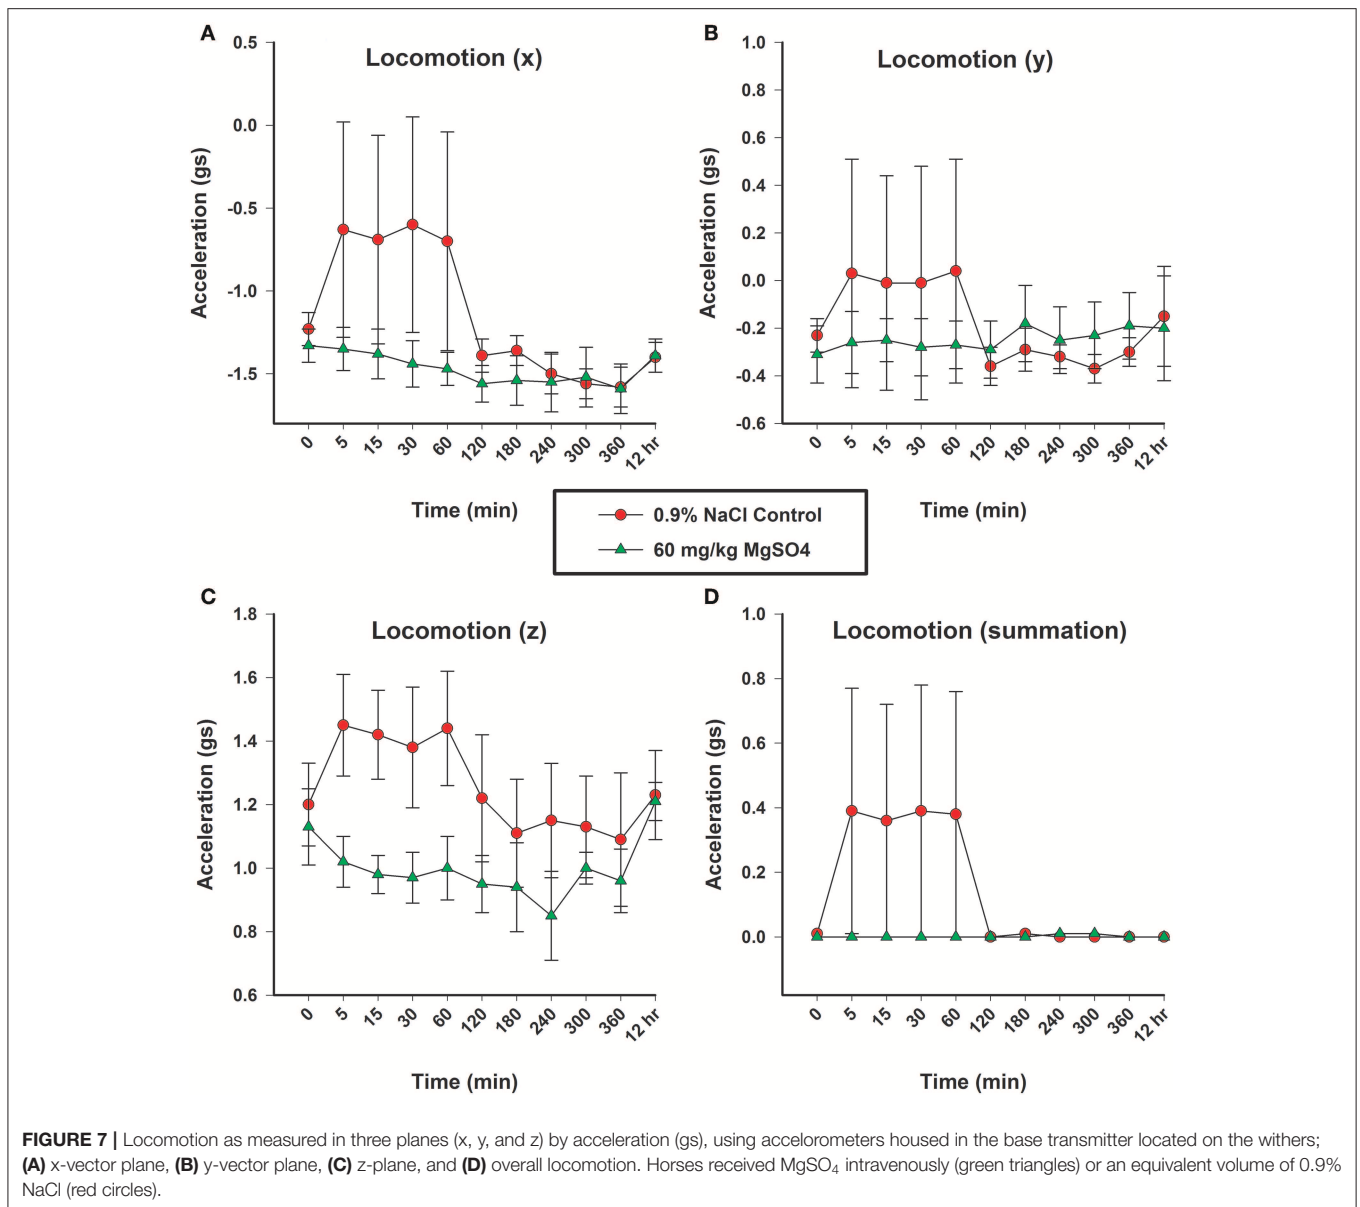 A
Locomotion (x)
Acceleration (gs)
0.5
0.0
-0.5
-1.0
-1.5
0
5
15
30
60
120
180
240
300
360
12 hr
Time (min)
B
Locomotion (y)
Acceleration (gs)
1.0
0.8
0.6
0.4
0.2
0.0
-0.2
-0.4
-0.6
0
5
15
30
60
120
180
240
300
360
12 hr
Time (min)
0.9% NaCl Control
60 mg/kg MgSO4
C
Locomotion (z)
Acceleration (gs)
1.8
1.6
1.4
1.2
1.0
0.8
0.6
0
5
15
30
60
120
180
240
300
360
12 hr
Time (min)
D
Locomotion (summation)
Acceleration (gs)
1.0
0.8
0.6
0.4
0.2
0.0
0
5
15
30
60
120
180
240
300
360
12 hr
Time (min)
FIGURE 7 | Locomotion as measured in three planes (x, y, and z) by acceleration (gs), using accelorometers housed in the base transmitter located on the withers;
(A) x-vector plane, (B) y-vector plane, (C) z-plane, and (D) overall locomotion. Horses received MgSO₄ intravenously (green triangles) or an equivalent volume of 0.9%
NaCl (red circles).